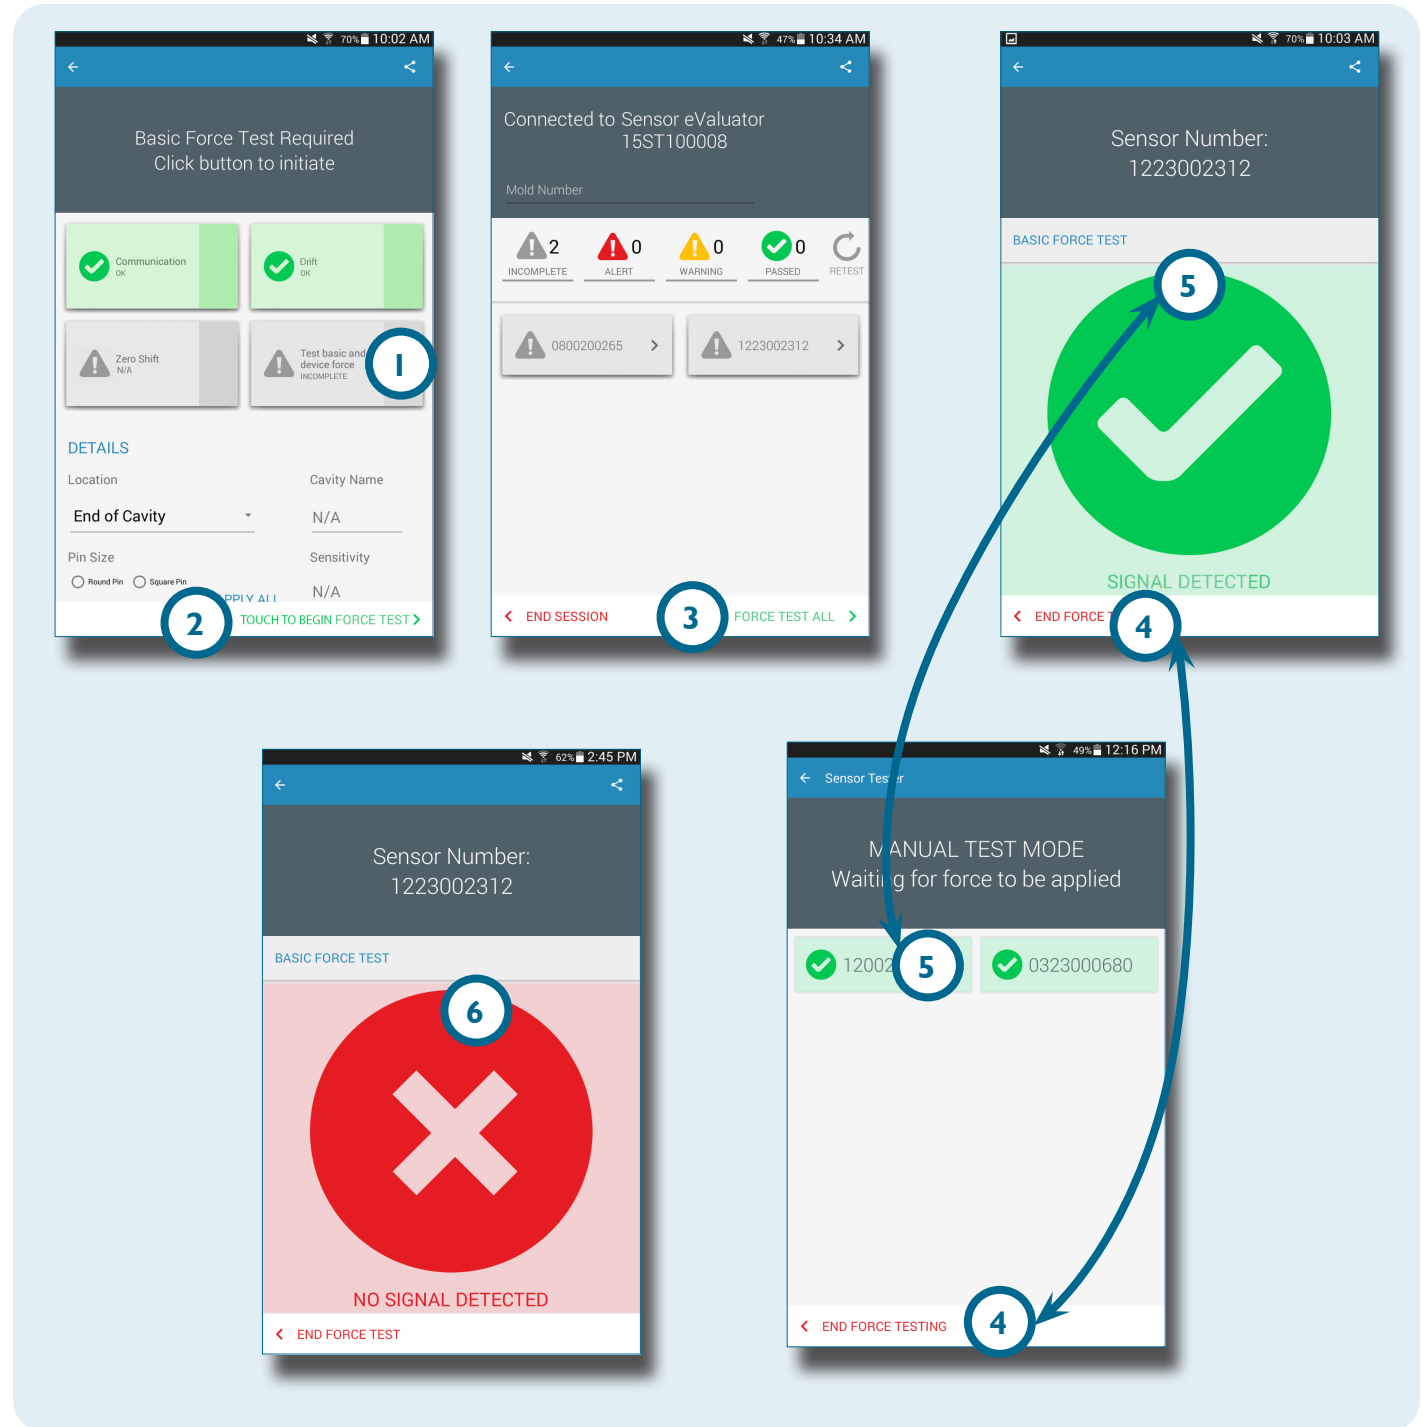 70% 10:02 AM
Basic Force Test Required
Click button to initiate
Communication
OK
Drift
OK
Zero Shift
N/A
Test basic and
device force
INCOMPLETE
1
DETAILS
Location
Cavity Name
End of Cavity
N/A
Pin Size
Sensitivity
Round Pin
Square Pin
N/A
2
TOUCH TO BEGIN FORCE TEST
47% 10:34 AM
Connected to Sensor eValuator
15ST100008
Mold Number
2
INCOMPLETE
0
ALERT
0
WARNING
0
PASSED
RETEST
0800200265
1223002312
END SESSION
3
FORCE TEST ALL
70% 10:03 AM
Sensor Number:
1223002312
BASIC FORCE TEST
5
SIGNAL DETECTED
END FORCE
4
62% 2:45 PM
Sensor Number:
1223002312
BASIC FORCE TEST
6
NO SIGNAL DETECTED
END FORCE TEST
49% 12:16 PM
Sensor Tester
MANUAL TEST MODE
Waiting for force to be applied
12002
5
0323000680
END FORCE TESTING
4